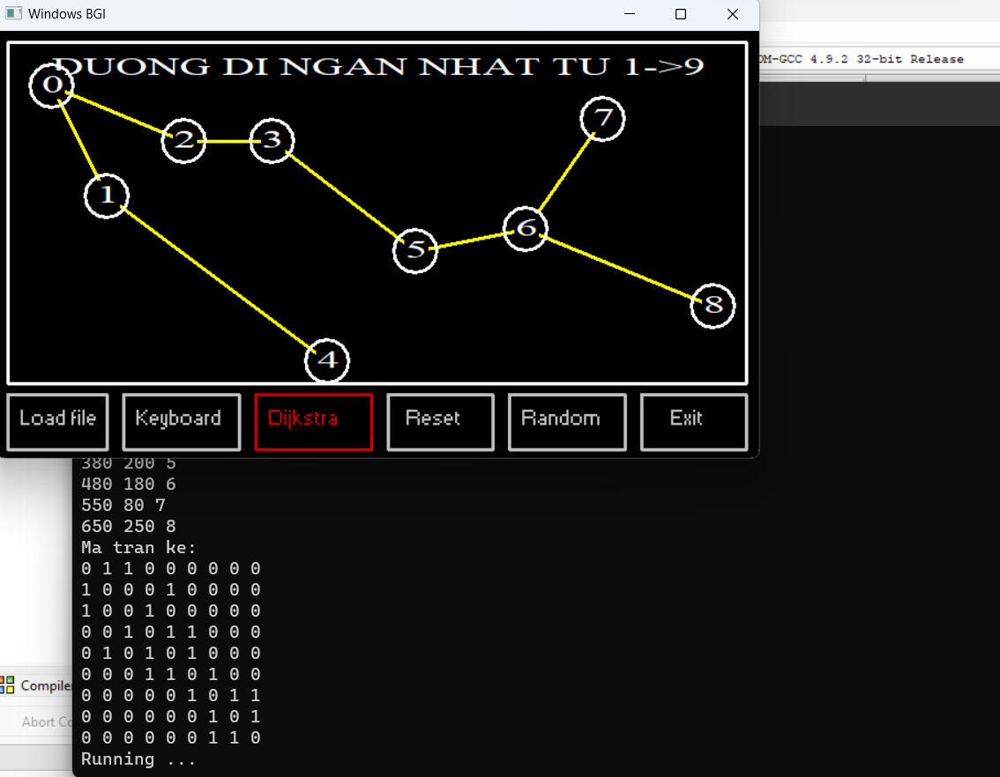 Windows BGI
DM-GCC 4.9.2 32-bit Release
DUONG DI NGAN NHAT TU 1->9
0
7
2
3
1
6
5
8
4
Load file
Keyboard
Dijkstra
Reset
Random
Exit
380 200 5
480 180 6
550 80 7
650 250 8
Ma tran ke:
0 1 1 0 0 0 0 0 0
1 0 0 0 1 0 0 0 0
1 0 0 1 0 0 0 0 0
0 0 1 0 1 1 0 0 0
0 1 0 1 0 1 0 0 0
0 0 0 1 1 0 1 0 0
0 0 0 0 0 1 0 1 1
0 0 0 0 0 0 1 0 1
0 0 0 0 0 0 1 1 0
Running ...
Compiler
Abort Co